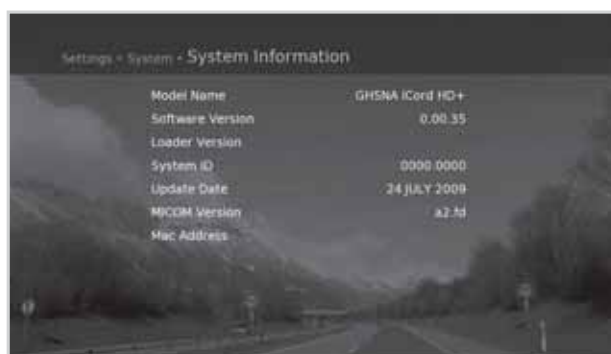 Settings • System • System Information
Model Name GHSNA iCord HD+
Software Version 0.00.35
Loader Version
System ID 0000.0000
Update Date 24 JULY 2009
MICOM Version a2.fd
Mac Address